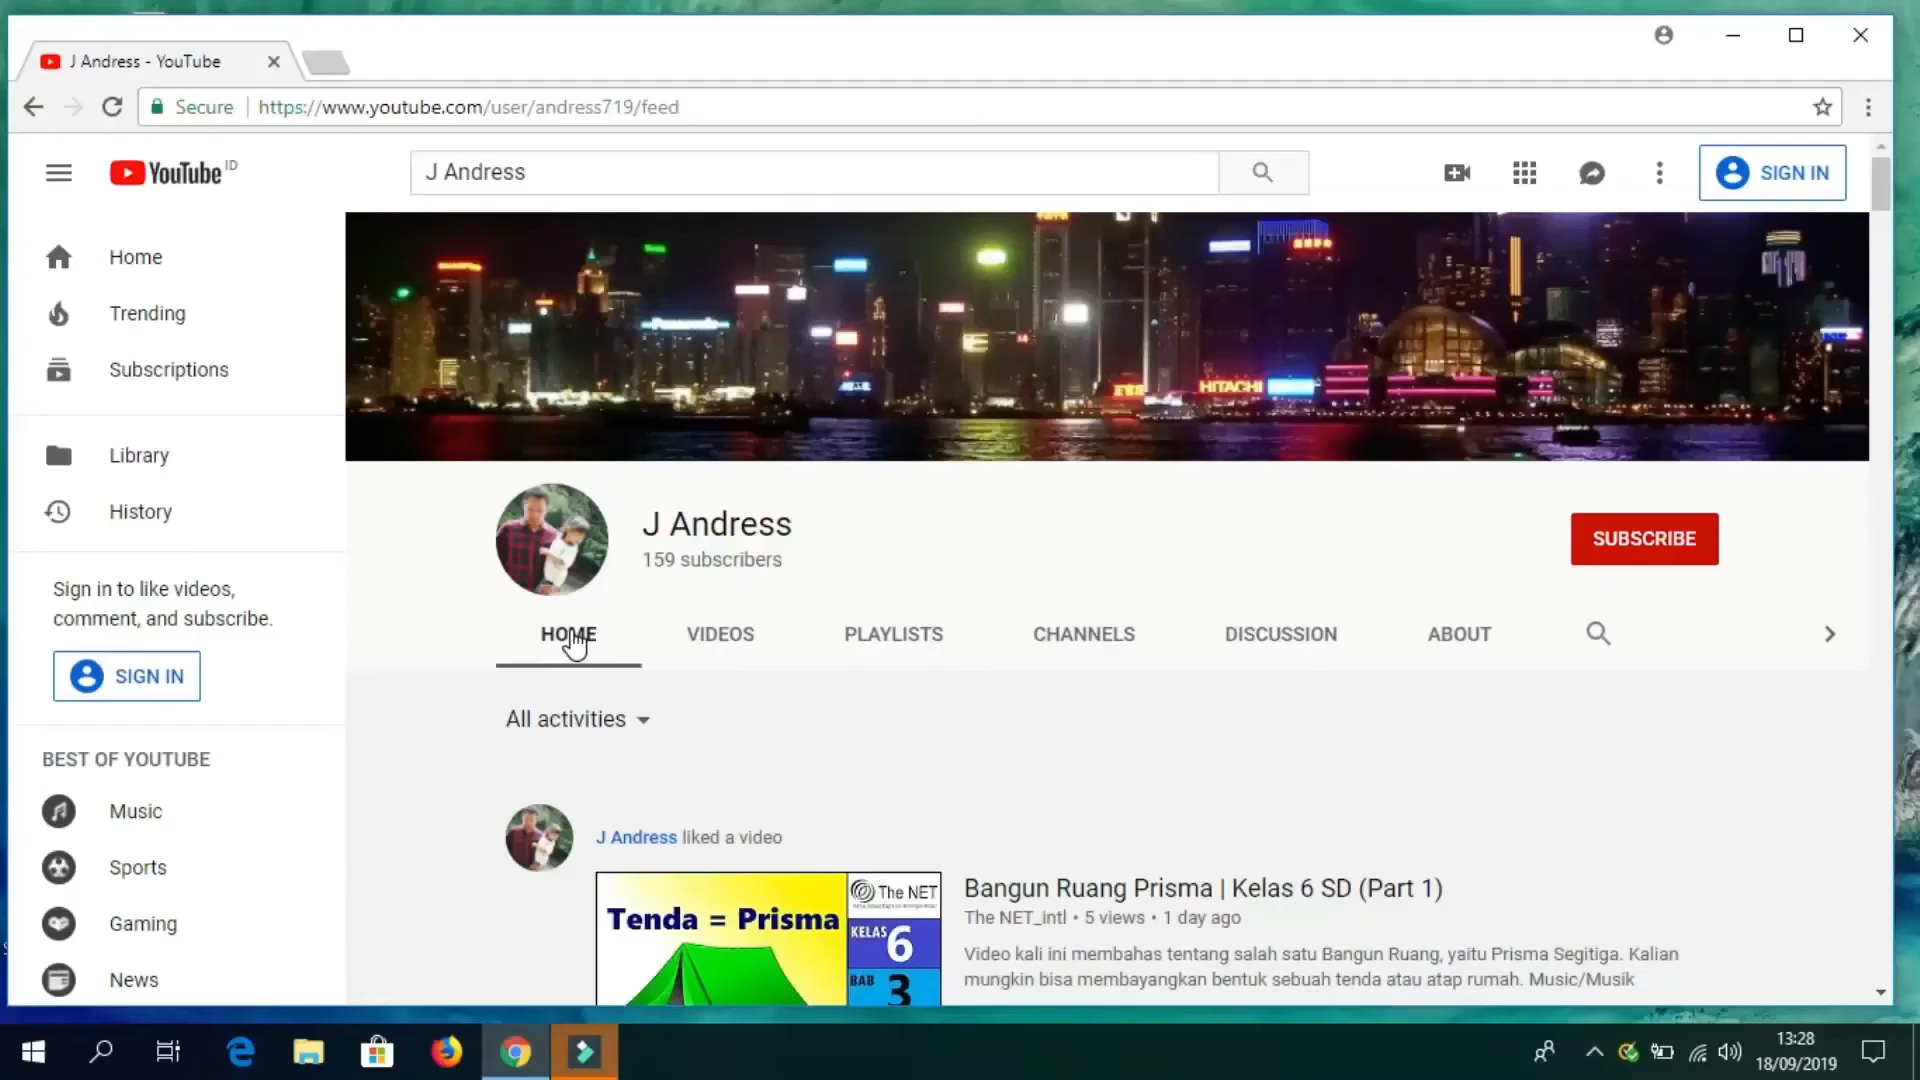 J Andress - YouTube
Secure
https://www.youtube.com/user/andress719/feed
YouTube ID
J Andress
SIGN IN
Home
Trending
Subscriptions
Library
History
Sign in to like videos,
comment, and subscribe.
SIGN IN
BEST OF YOUTUBE
Music
Sports
Gaming
News
HITACHI
J Andress
159 subscribers
SUBSCRIBE
HOME
VIDEOS
PLAYLISTS
CHANNELS
DISCUSSION
ABOUT
All activities
J Andress liked a video
Tenda = Prisma
The NET
KELAS 6
BAB 3
Bangun Ruang Prisma | Kelas 6 SD (Part 1)
The NET_intl • 5 views • 1 day ago
Video kali ini membahas tentang salah satu Bangun Ruang, yaitu Prisma Segitiga. Kalian
mungkin bisa membayangkan bentuk sebuah tenda atau atap rumah. Music/Musik
13:28
18/09/2019